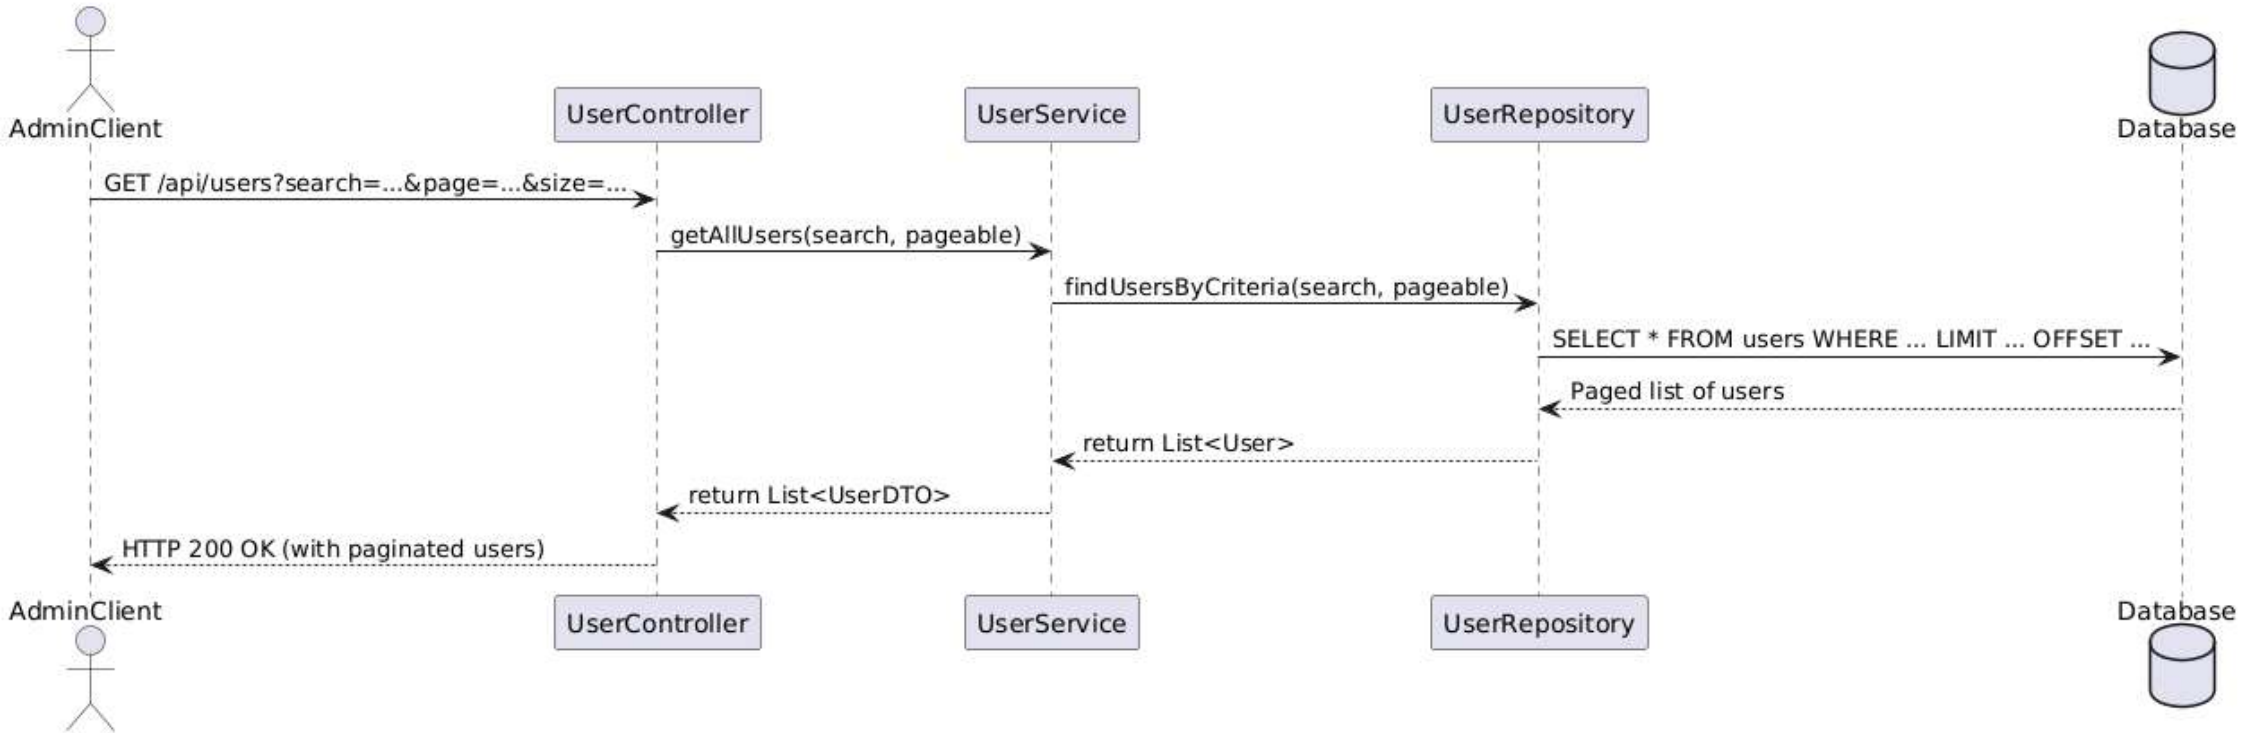 AdminClient
UserController
UserService
UserRepository
Database
GET /api/users?search=...&page=...&size=...
getAllUsers(search, pageable)
findUsersByCriteria(search, pageable)
SELECT * FROM users WHERE ... LIMIT ... OFFSET ...
Paged list of users
return List<User>
return List<UserDTO>
HTTP 200 OK (with paginated users)
AdminClient
UserController
UserService
UserRepository
Database